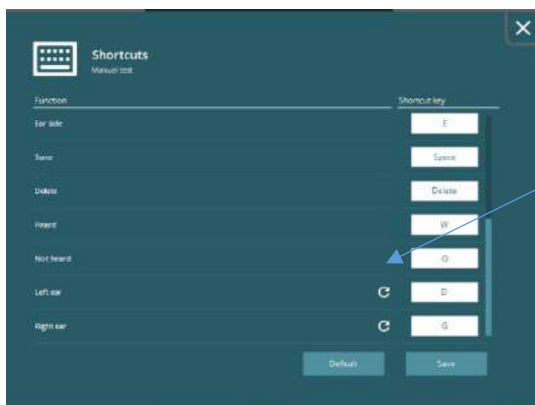 Shortcuts
Manual test
Function Shortcut key
Ear side E
Tone Space
Delete Delete
Heard W
Not heard Q
Left ear D
Right ear G
Default Save